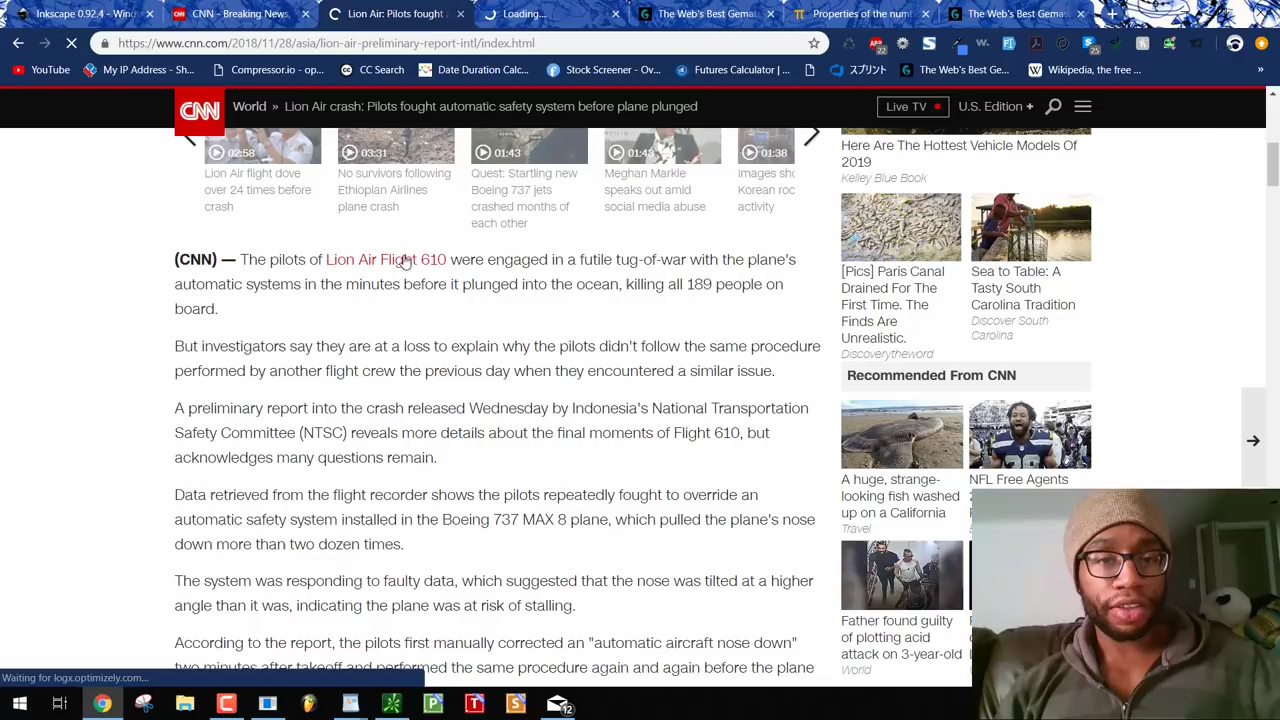 Inkscape 0.92.4 - Wind
CNN - Breaking News,
Lion Air: Pilots fought
Loading...
The Web's Best Gemat
Properties of the numb
The Web's Best Gemat
https://www.cnn.com/2018/11/28/asia/lion-air-preliminary-report-intl/index.html
YouTube
My IP Address - Sh...
Compressor.io - op...
CC Search
Date Duration Calc...
Stock Screener - Ov...
Futures Calculator |...
スプリント
The Web's Best Ge...
Wikipedia, the free ...
CNN
World » Lion Air crash: Pilots fought automatic safety system before plane plunged
Live TV
U.S. Edition +
02:58
03:31
01:43
01:43
01:38
Lion Air flight dove
over 24 times before
crash
No survivors following
Ethiopian Airlines
plane crash
Quest: Startling new
Boeing 737 jets
crashed months of
each other
Meghan Markle
speaks out amid
social media abuse
Images sho
Korean roc
activity
(CNN) — The pilots of Lion Air Flight 610 were engaged in a futile tug-of-war with the plane's
automatic systems in the minutes before it plunged into the ocean, killing all 189 people on
board.
But investigators say they are at a loss to explain why the pilots didn't follow the same procedure
performed by another flight crew the previous day when they encountered a similar issue.
A preliminary report into the crash released Wednesday by Indonesia's National Transportation
Safety Committee (NTSC) reveals more details about the final moments of Flight 610, but
acknowledges many questions remain.
Data retrieved from the flight recorder shows the pilots repeatedly fought to override an
automatic safety system installed in the Boeing 737 MAX 8 plane, which pulled the plane's nose
down more than two dozen times.
The system was responding to faulty data, which suggested that the nose was tilted at a higher
angle than it was, indicating the plane was at risk of stalling.
According to the report, the pilots first manually corrected an "automatic aircraft nose down"
two minutes after takeoff and performed the same procedure again and again before the plane
Here Are The Hottest Vehicle Models Of
2019
Kelley Blue Book
[Pics] Paris Canal
Drained For The
First Time. The
Finds Are
Unrealistic.
Discoverytheword
Sea to Table: A
Tasty South
Carolina Tradition
Discover South
Carolina
Recommended From CNN
A huge, strange-
looking fish washed
up on a California
Travel
NFL Free Agents
Father found guilty
of plotting acid
attack on 3-year-old
World
Waiting for logx.optimizely.com...